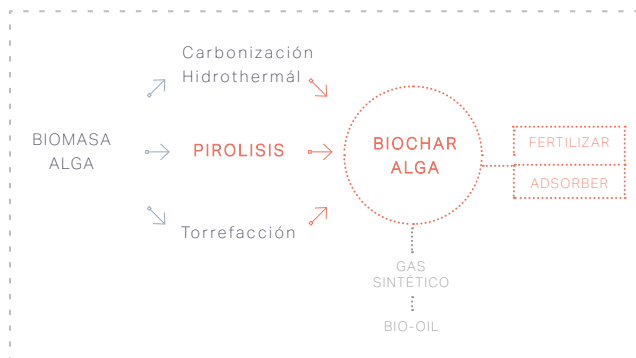 Carbonización
Hidrothermál
BIOMASA
ALGA
PIROLISIS
Torrefacción
BIOCHAR
ALGA
FERTILIZAR
ADSORBER
GAS
SINTÉTICO
BIO-OIL